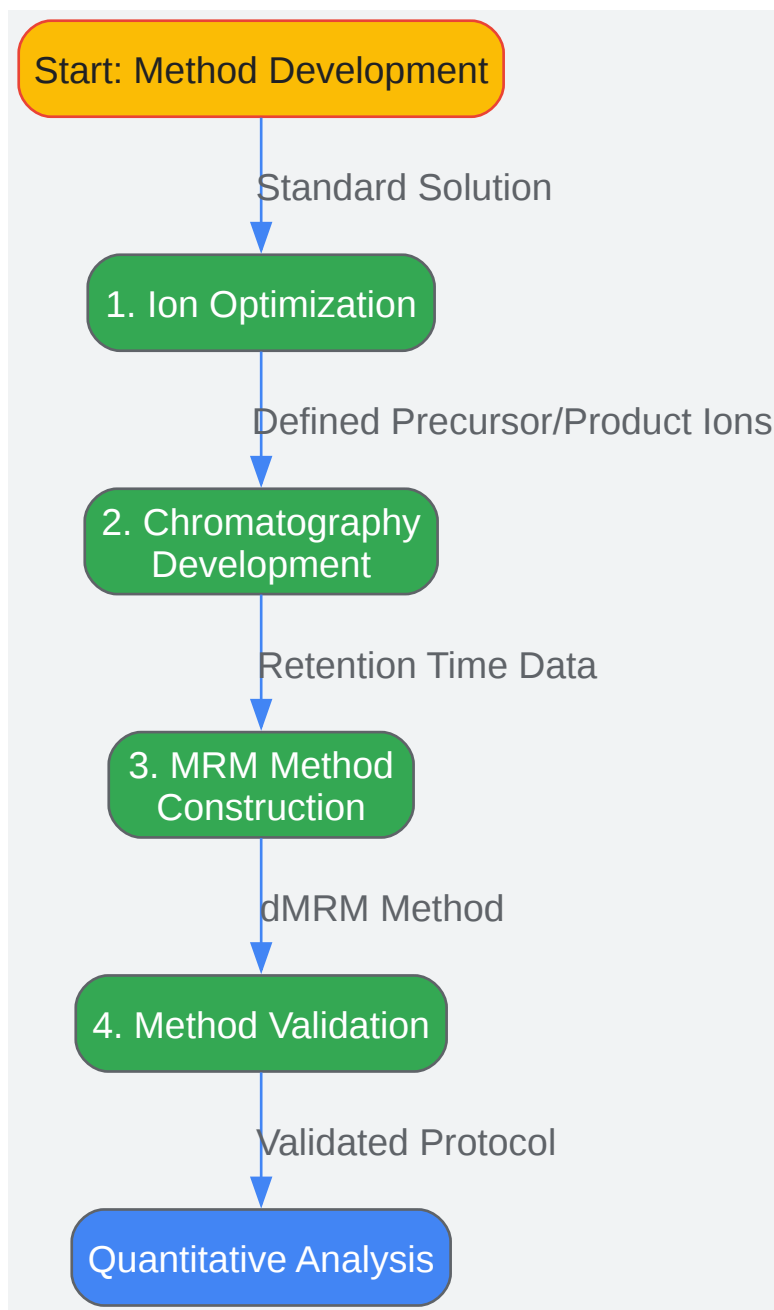 Start: Method Development
Standard Solution
1. Ion Optimization
Defined Precursor/Product Ions
2. Chromatography
Development
Retention Time Data
3. MRM Method
Construction
dMRM Method
4. Method Validation
Validated Protocol
Quantitative Analysis